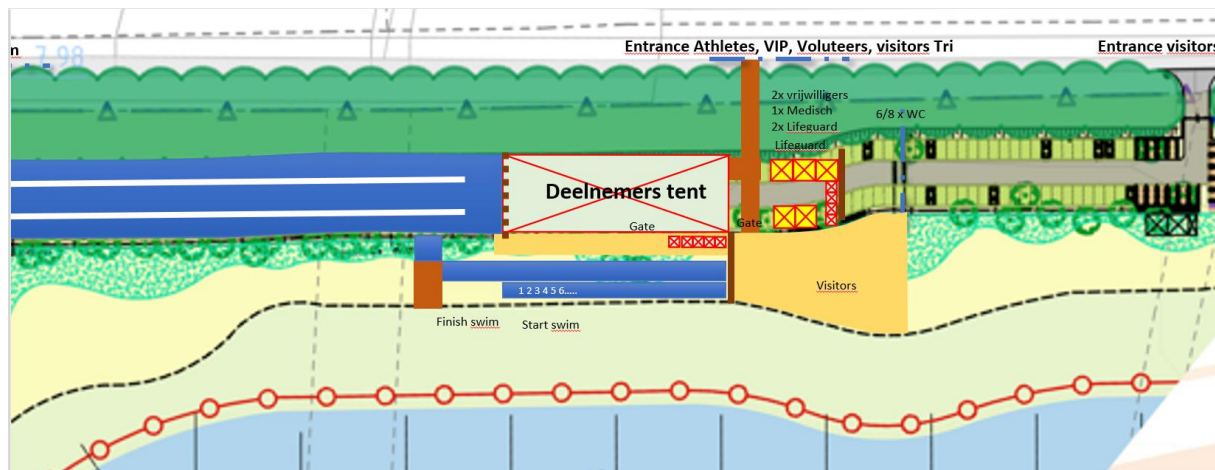 m
7,98
Entrance Athletes, VIP, Voluteers, visitors Tri
Entrance visitors
2x vrijwilligers
1x Medisch
2x Lifeguard
Lifeguard
6/8 x WC
Deelnemers tent
Gate
Gate
Visitors
1 2 3 4 5 6.....
Finish swim
Start swim